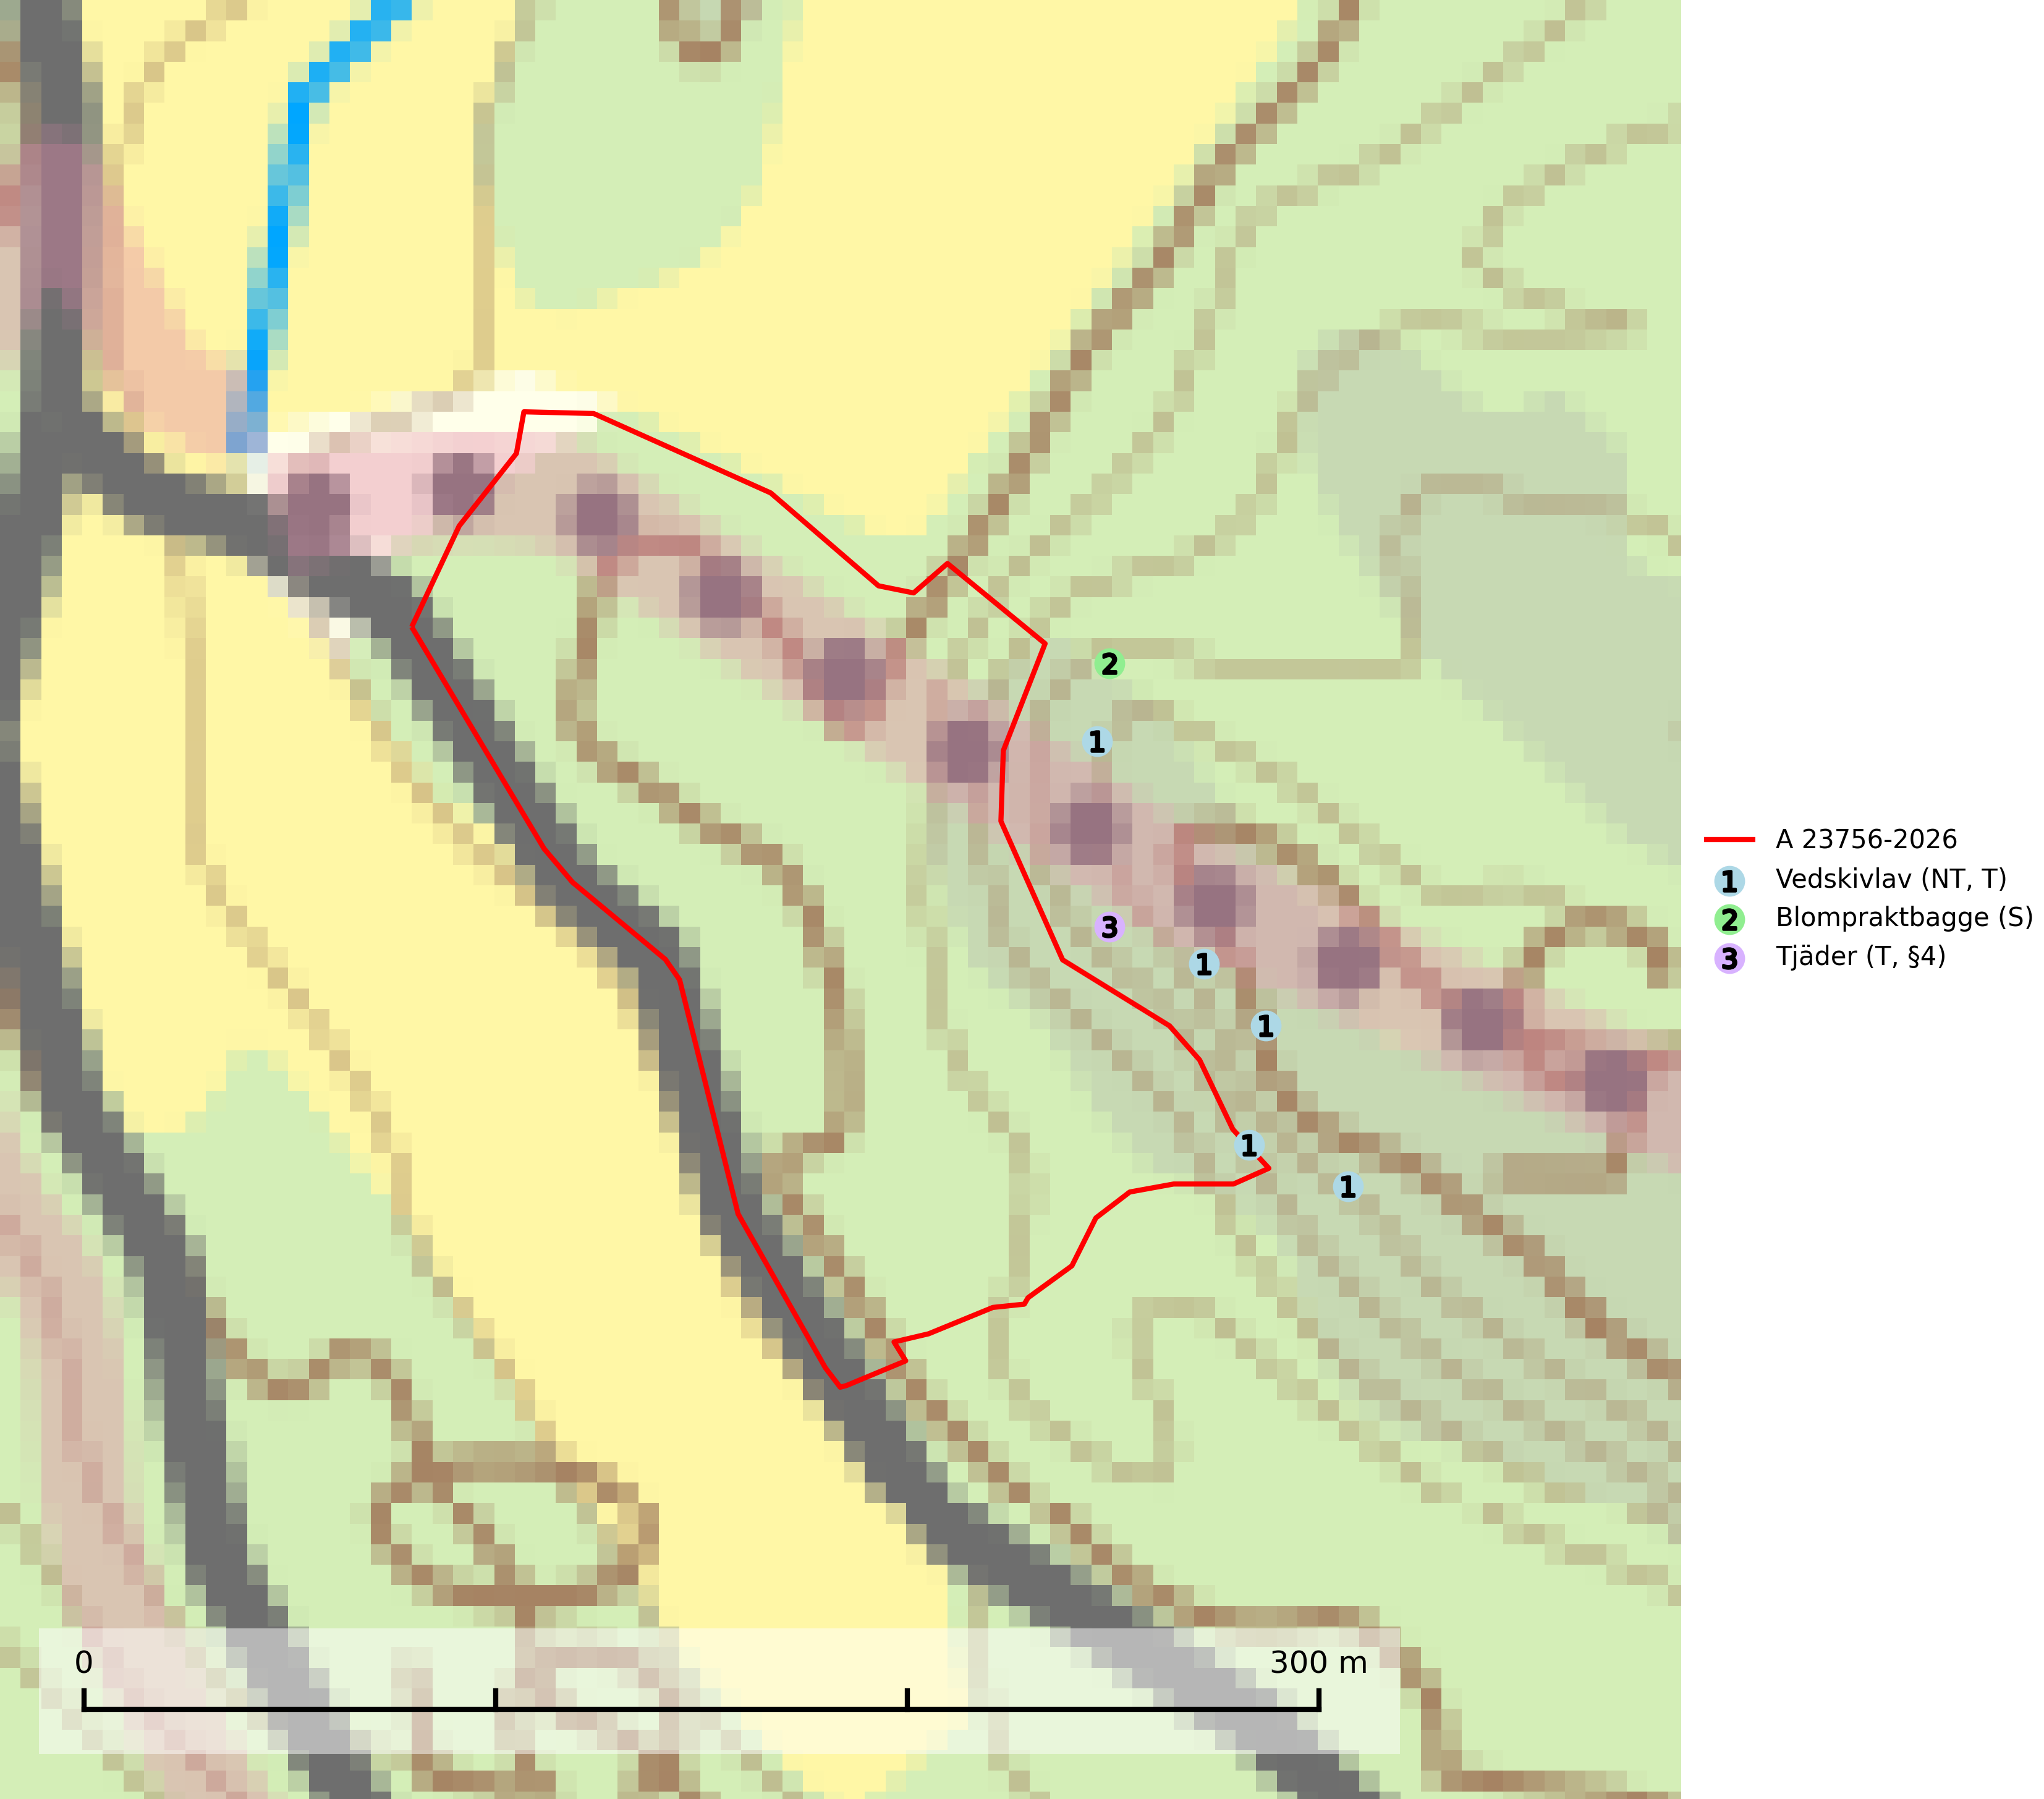 2
1
3
1
1
1
1
A 23756-2026
1 Vedskivlav (NT, T)
2 Blompraktbagge (S)
3 Tjäder (T, §4)
0 300 m